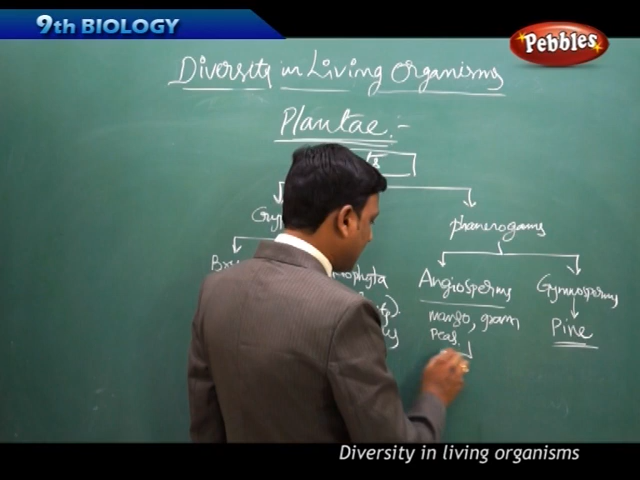 9th BIOLOGY
Pebbles
Diversity in Living Organisms
Plantae:-
Phanerogams
Angiosperms
Gymnosperms
mango, gram
Peas.
Pine
Diversity in living organisms